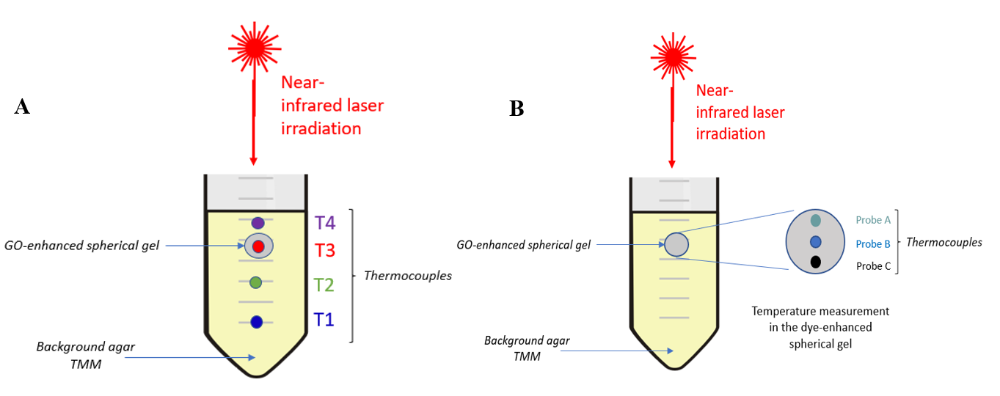 A
Near-
infrared laser
irradiation
GO-enhanced spherical gel
T4
T3
T2
T1
Thermocouples
Background agar
TMM
B
Near-
infrared laser
irradiation
GO-enhanced spherical gel
Probe A
Probe B
Probe C
Thermocouples
Temperature measurement
in the dye-enhanced
spherical gel
Background agar
TMM